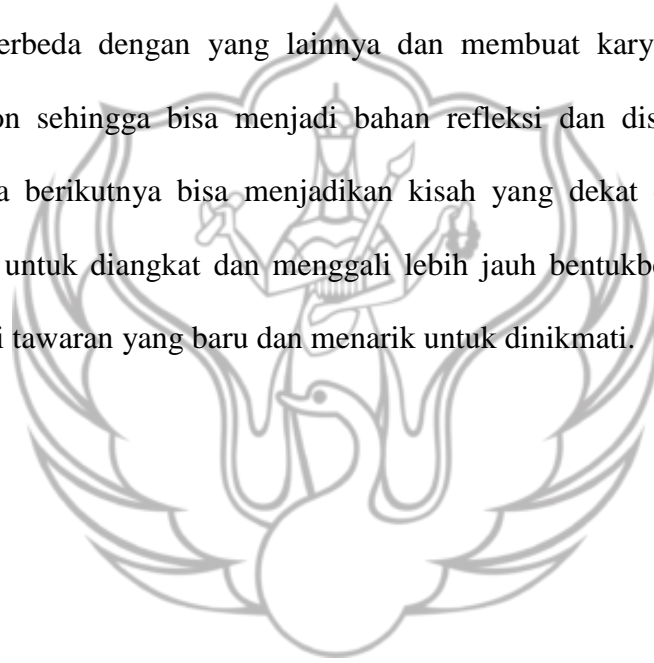 erbeda dengan yang lainnya dan membuat kary
on sehingga bisa menjadi bahan refleksi dan dis
a berikutnya bisa menjadikan kisah yang dekat
untuk diangkat dan menggali lebih jauh bentukbe
i tawaran yang baru dan menarik untuk dinikmati.